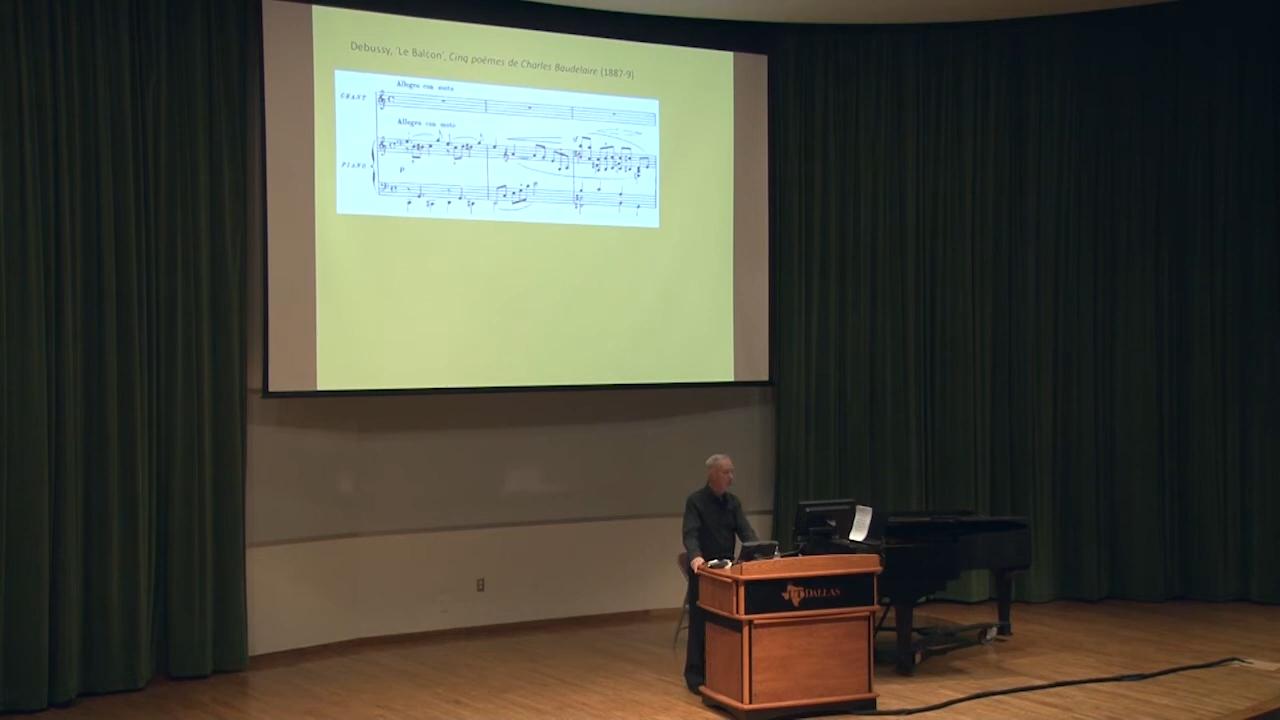 Debussy, ‘Le Balcon’, Cinq poèmes de Charles Baudelaire (1887-9)
Allegro con moto
CHANT
Allegro con moto
PIANO
p
UT DALLAS